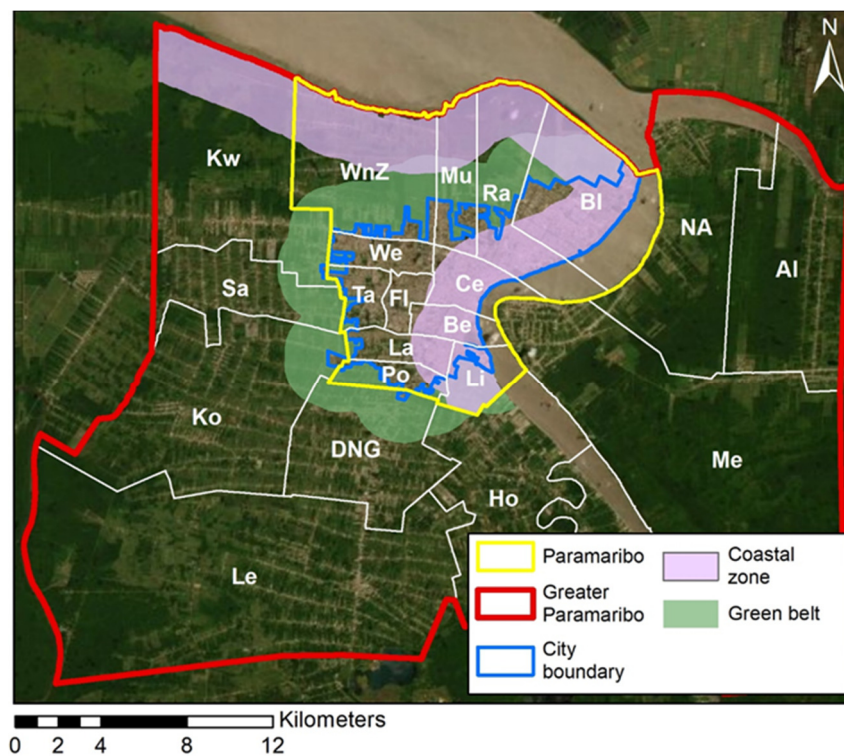 N
Kw
WnZ
Mu
Ra
Bl
NA
Al
We
Sa
Ta
Fl
Ce
Be
La
Li
Po
Ko
DNG
Ho
Me
Le
Paramaribo
Greater
Paramaribo
City
boundary
Coastal
zone
Green belt
Kilometers
0 2 4 8 12